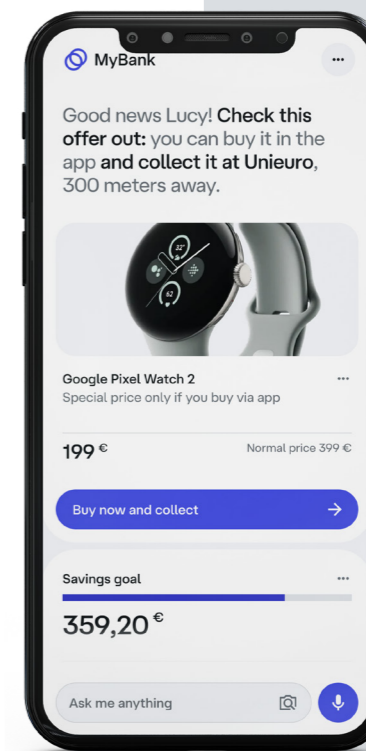 MyBank
Good news Lucy! Check this
offer out: you can buy it in the
app and collect it at Unieuro,
300 meters away.
32°
62
Google Pixel Watch 2
Special price only if you buy via app
199 €
Normal price 399 €
Buy now and collect
Savings goal
359,20 €
Ask me anything